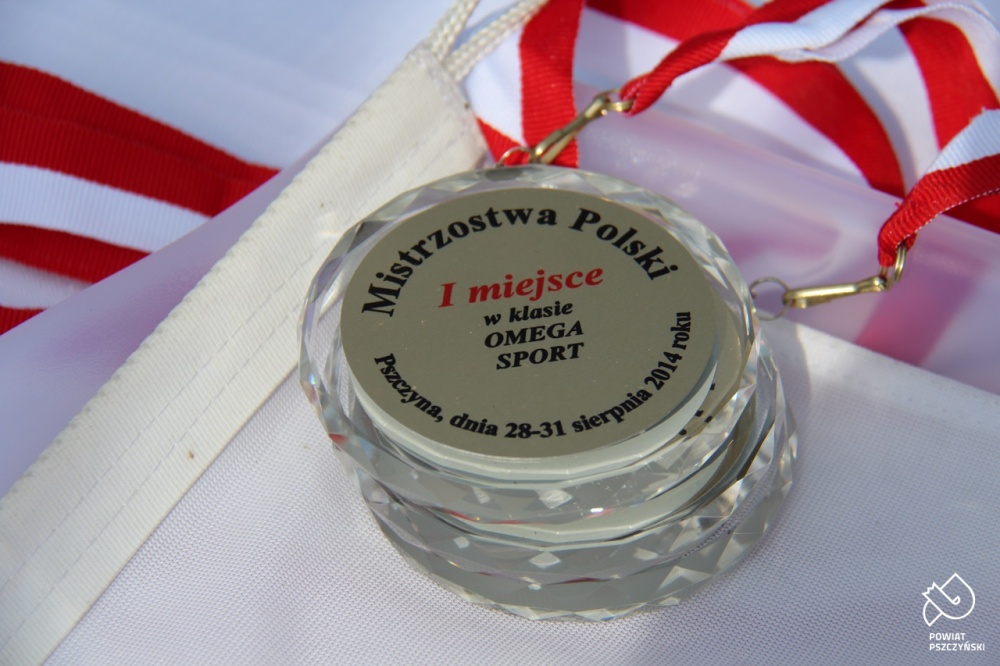 Mistrzostwa Polski
I miejsce
w klasie
OMEGA
SPORT
Pszczyna, dnia 28-31 sierpnia 2014 roku
POWIAT
PSZCZYŃSKI